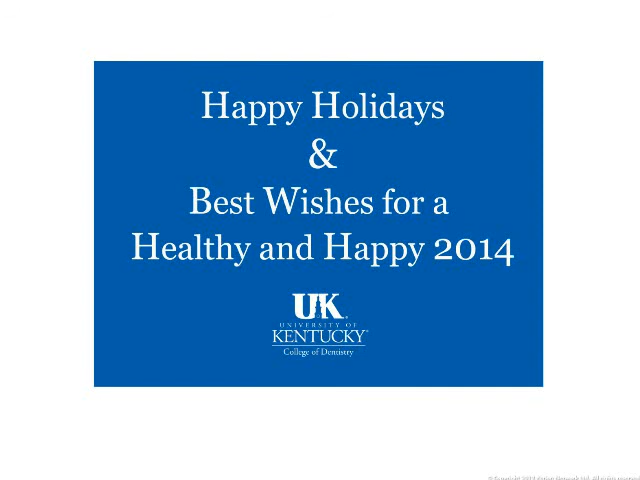 Happy Holidays
&
Best Wishes for a
Healthy and Happy 2014
UK
UNIVERSITY OF
KENTUCKY
College of Dentistry